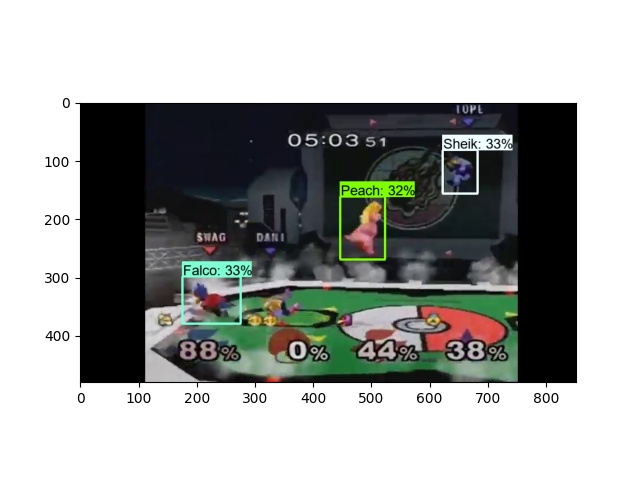 TOPE
05:03 51
Sheik: 33%
Peach: 32%
SWAG
DANI
Falco: 33%
88% 0% 44% 38%
0
100
200
300
400
0 100 200 300 400 500 600 700 800